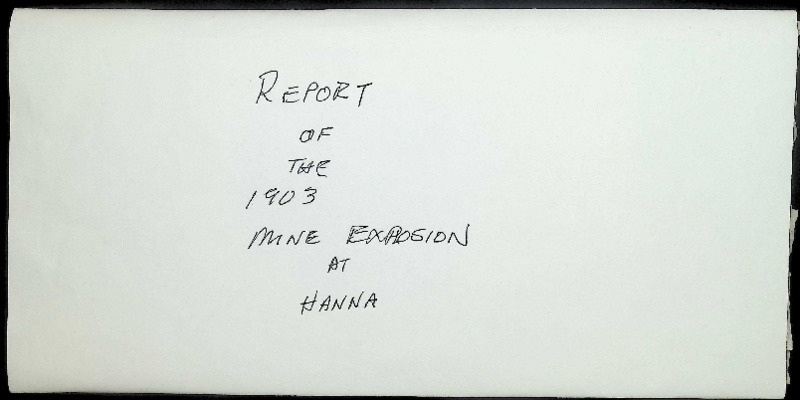 REPORT
OF
THE
1903
MINE EXPLOSION
AT
HANNA